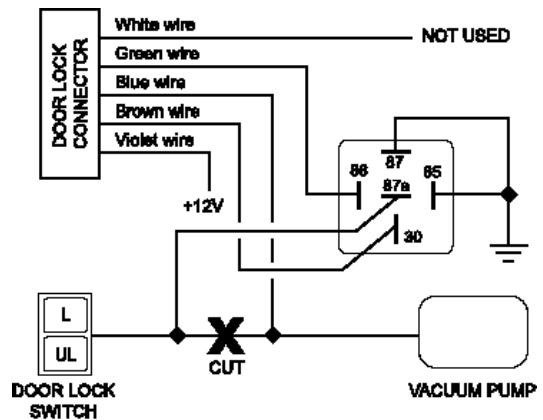 White wire
NOT USED
Green wire
Blue wire
Brown wire
Violet wire
DOOR LOCK
CONNECTOR
+12V
87
86
87a
85
30
L
UL
CUT
DOOR LOCK
SWITCH
VACUUM PUMP